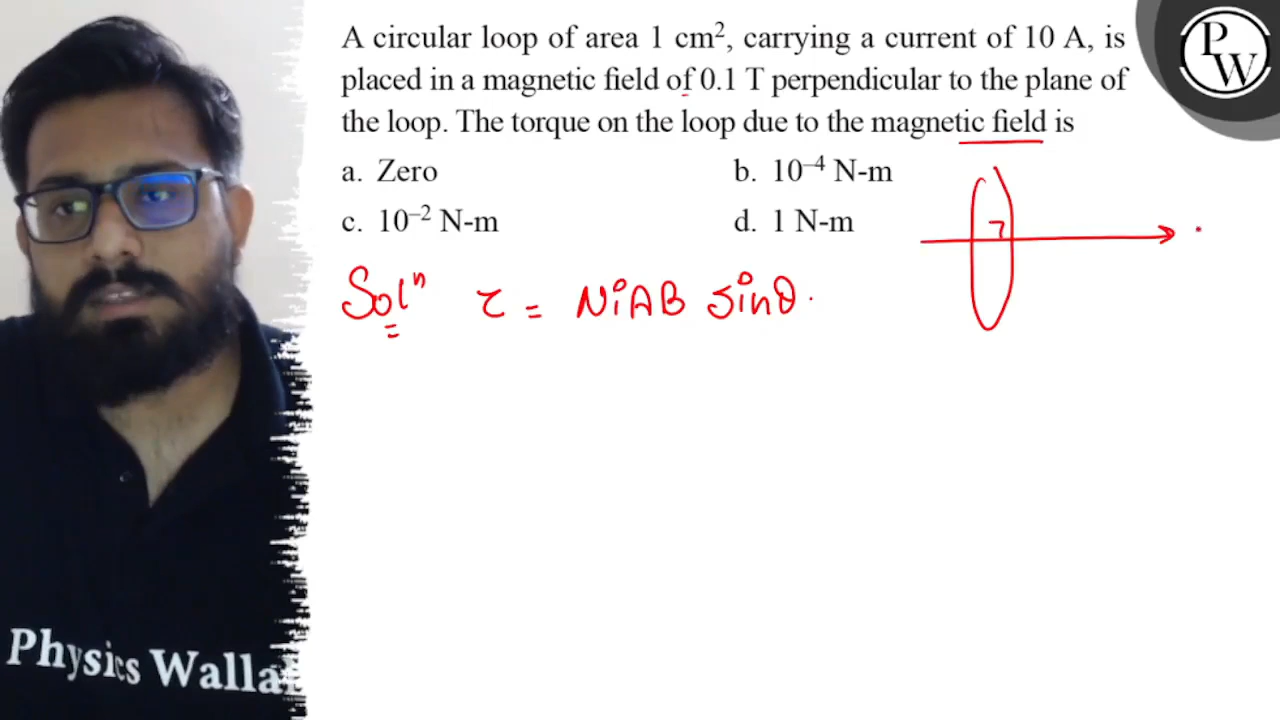 A circular loop of area 1 cm², carrying a current of 10 A, is
placed in a magnetic field of 0.1 T perpendicular to the plane of
the loop. The torque on the loop due to the magnetic field is
a. Zero
b. 10⁻⁴ N-m
c. 10⁻² N-m
d. 1 N-m
Solⁿ τ = NiAB sinθ
PW
Physics Walla